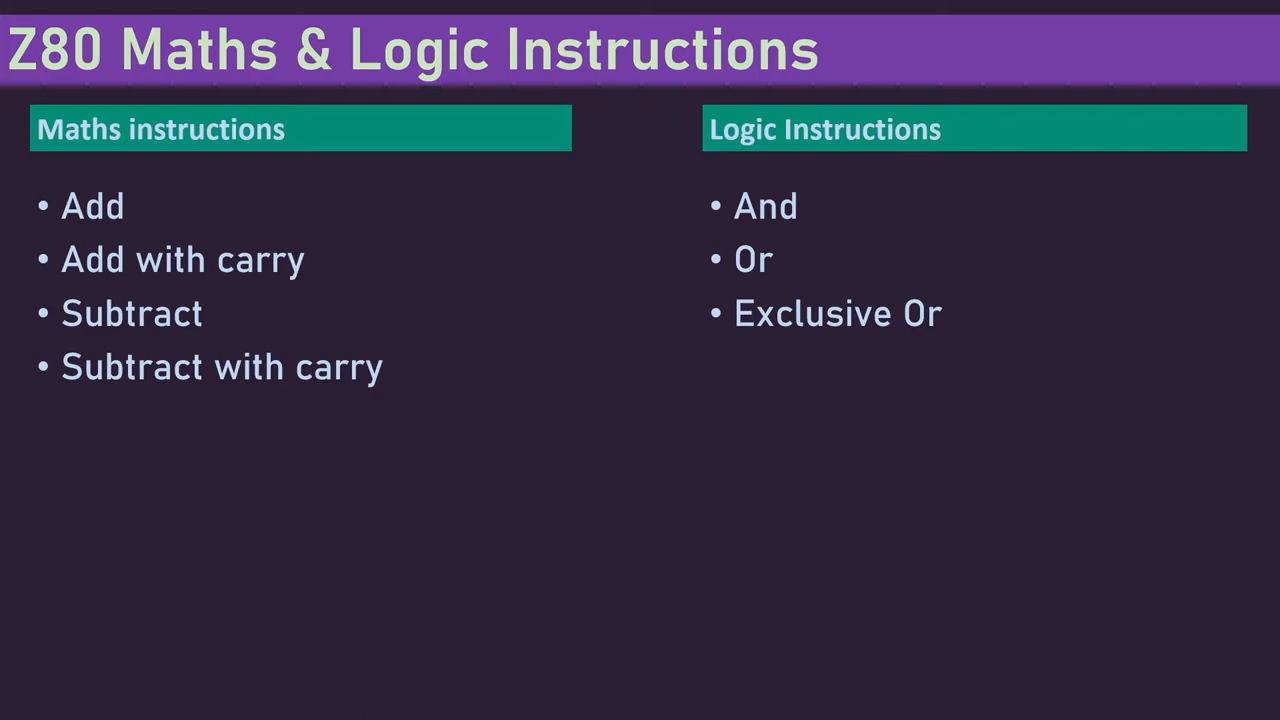 Z80 Maths & Logic Instructions
Maths instructions
• Add
• Add with carry
• Subtract
• Subtract with carry
Logic Instructions
• And
• Or
• Exclusive Or